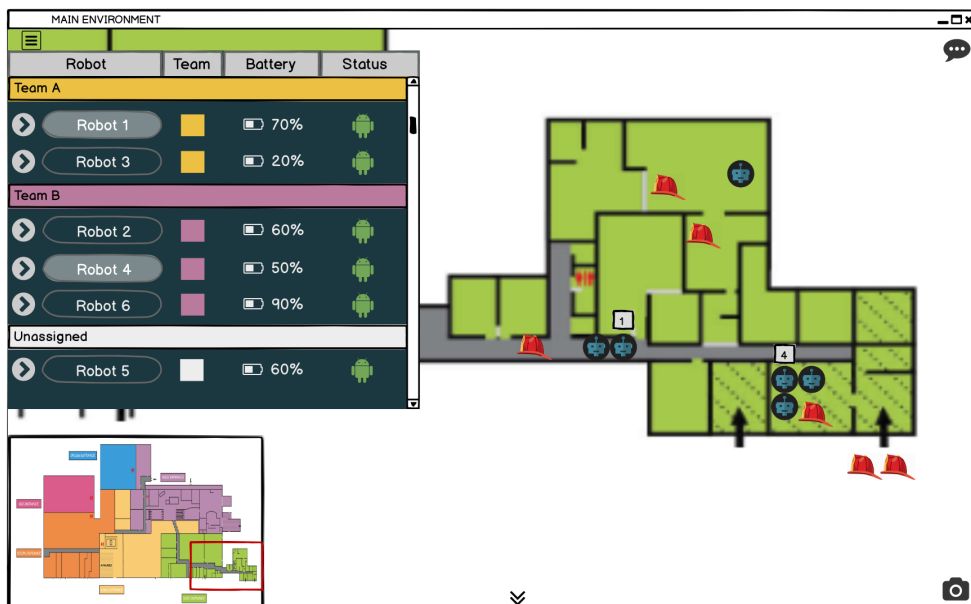 MAIN ENVIRONMENT
Robot Team Battery Status
Team A
Robot 1 70%
Robot 3 20%
Team B
Robot 2 60%
Robot 4 50%
Robot 6 90%
Unassigned
Robot 5 60%
1
4